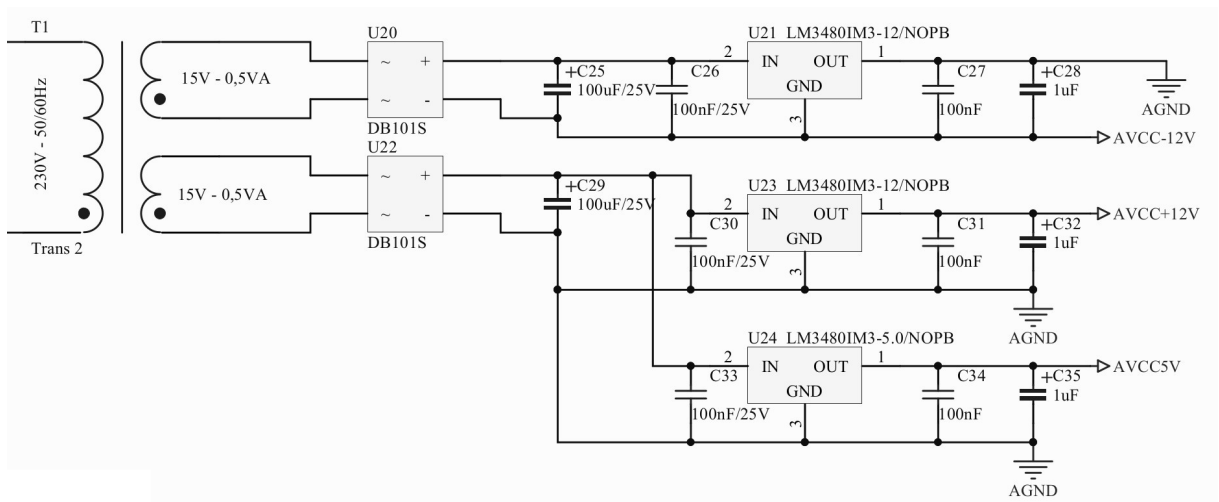 T1
230V - 50/60Hz
Trans 2
15V - 0,5VA
15V - 0,5VA
U20
~ +
~ -
DB101S
U22
~ +
~ -
DB101S
+C25
100uF/25V
C26
100nF/25V
U21 LM3480IM3-12/NOPB
2 IN OUT 1
GND
3
C27
100nF
+C28
1uF
AGND
AVCC-12V
+C29
100uF/25V
C30
100nF/25V
U23 LM3480IM3-12/NOPB
2 IN OUT 1
GND
3
C31
100nF
+C32
1uF
AVCC+12V
AGND
U24 LM3480IM3-5.0/NOPB
2 IN OUT 1
GND
3
C33
100nF/25V
C34
100nF
+C35
1uF
AVCC5V
AGND